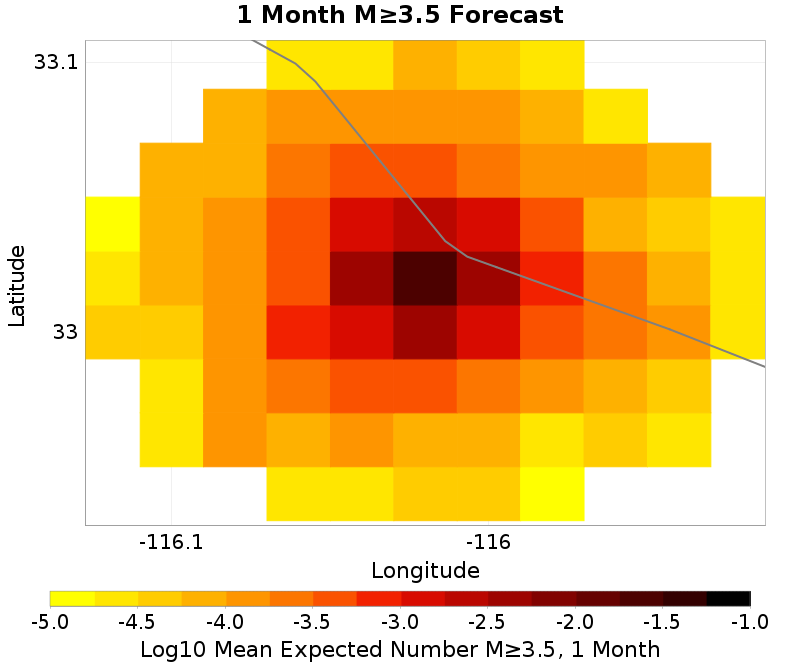 1 Month M≥3.5 Forecast
33.1
33
Latitude
-116.1 -116
Longitude
-5.0 -4.5 -4.0 -3.5 -3.0 -2.5 -2.0 -1.5 -1.0
Log10 Mean Expected Number M≥3.5, 1 Month